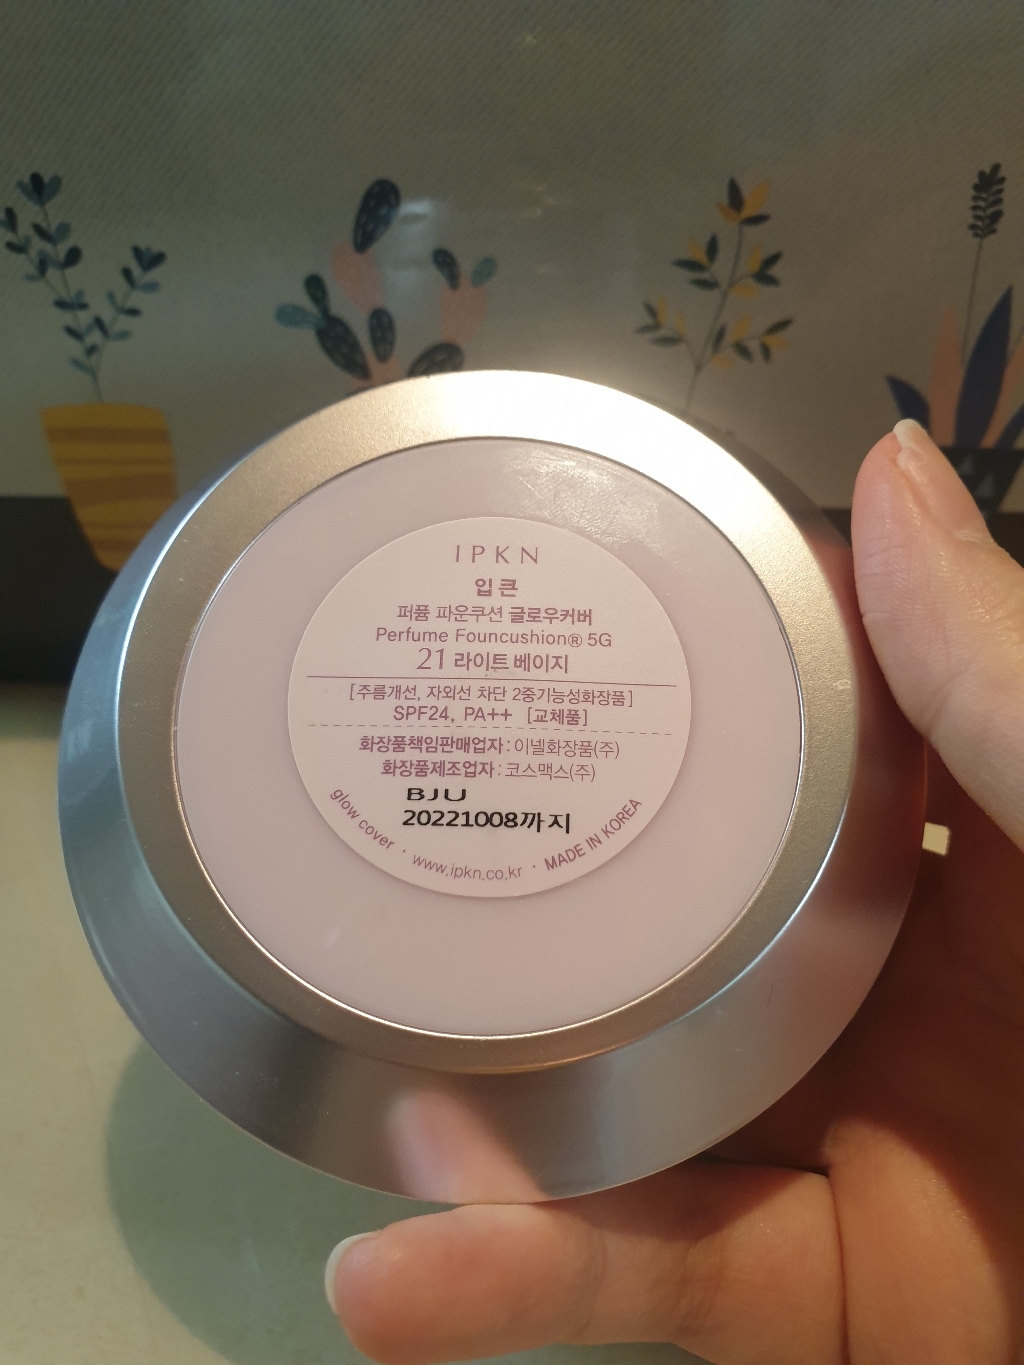 IPKN
입큰
퍼퓸 파운쿠션 글로우커버
Perfume Founcushion® 5G
21 라이트 베이지
[주름개선, 자외선 차단 2중기능성화장품]
SPF24, PA++ [교체품]
화장품책임판매업자 : 이넬화장품(주)
화장품제조업자 : 코스맥스(주)
BJU
20221008까지
glow cover · www.ipkn.co.kr · MADE IN KOREA